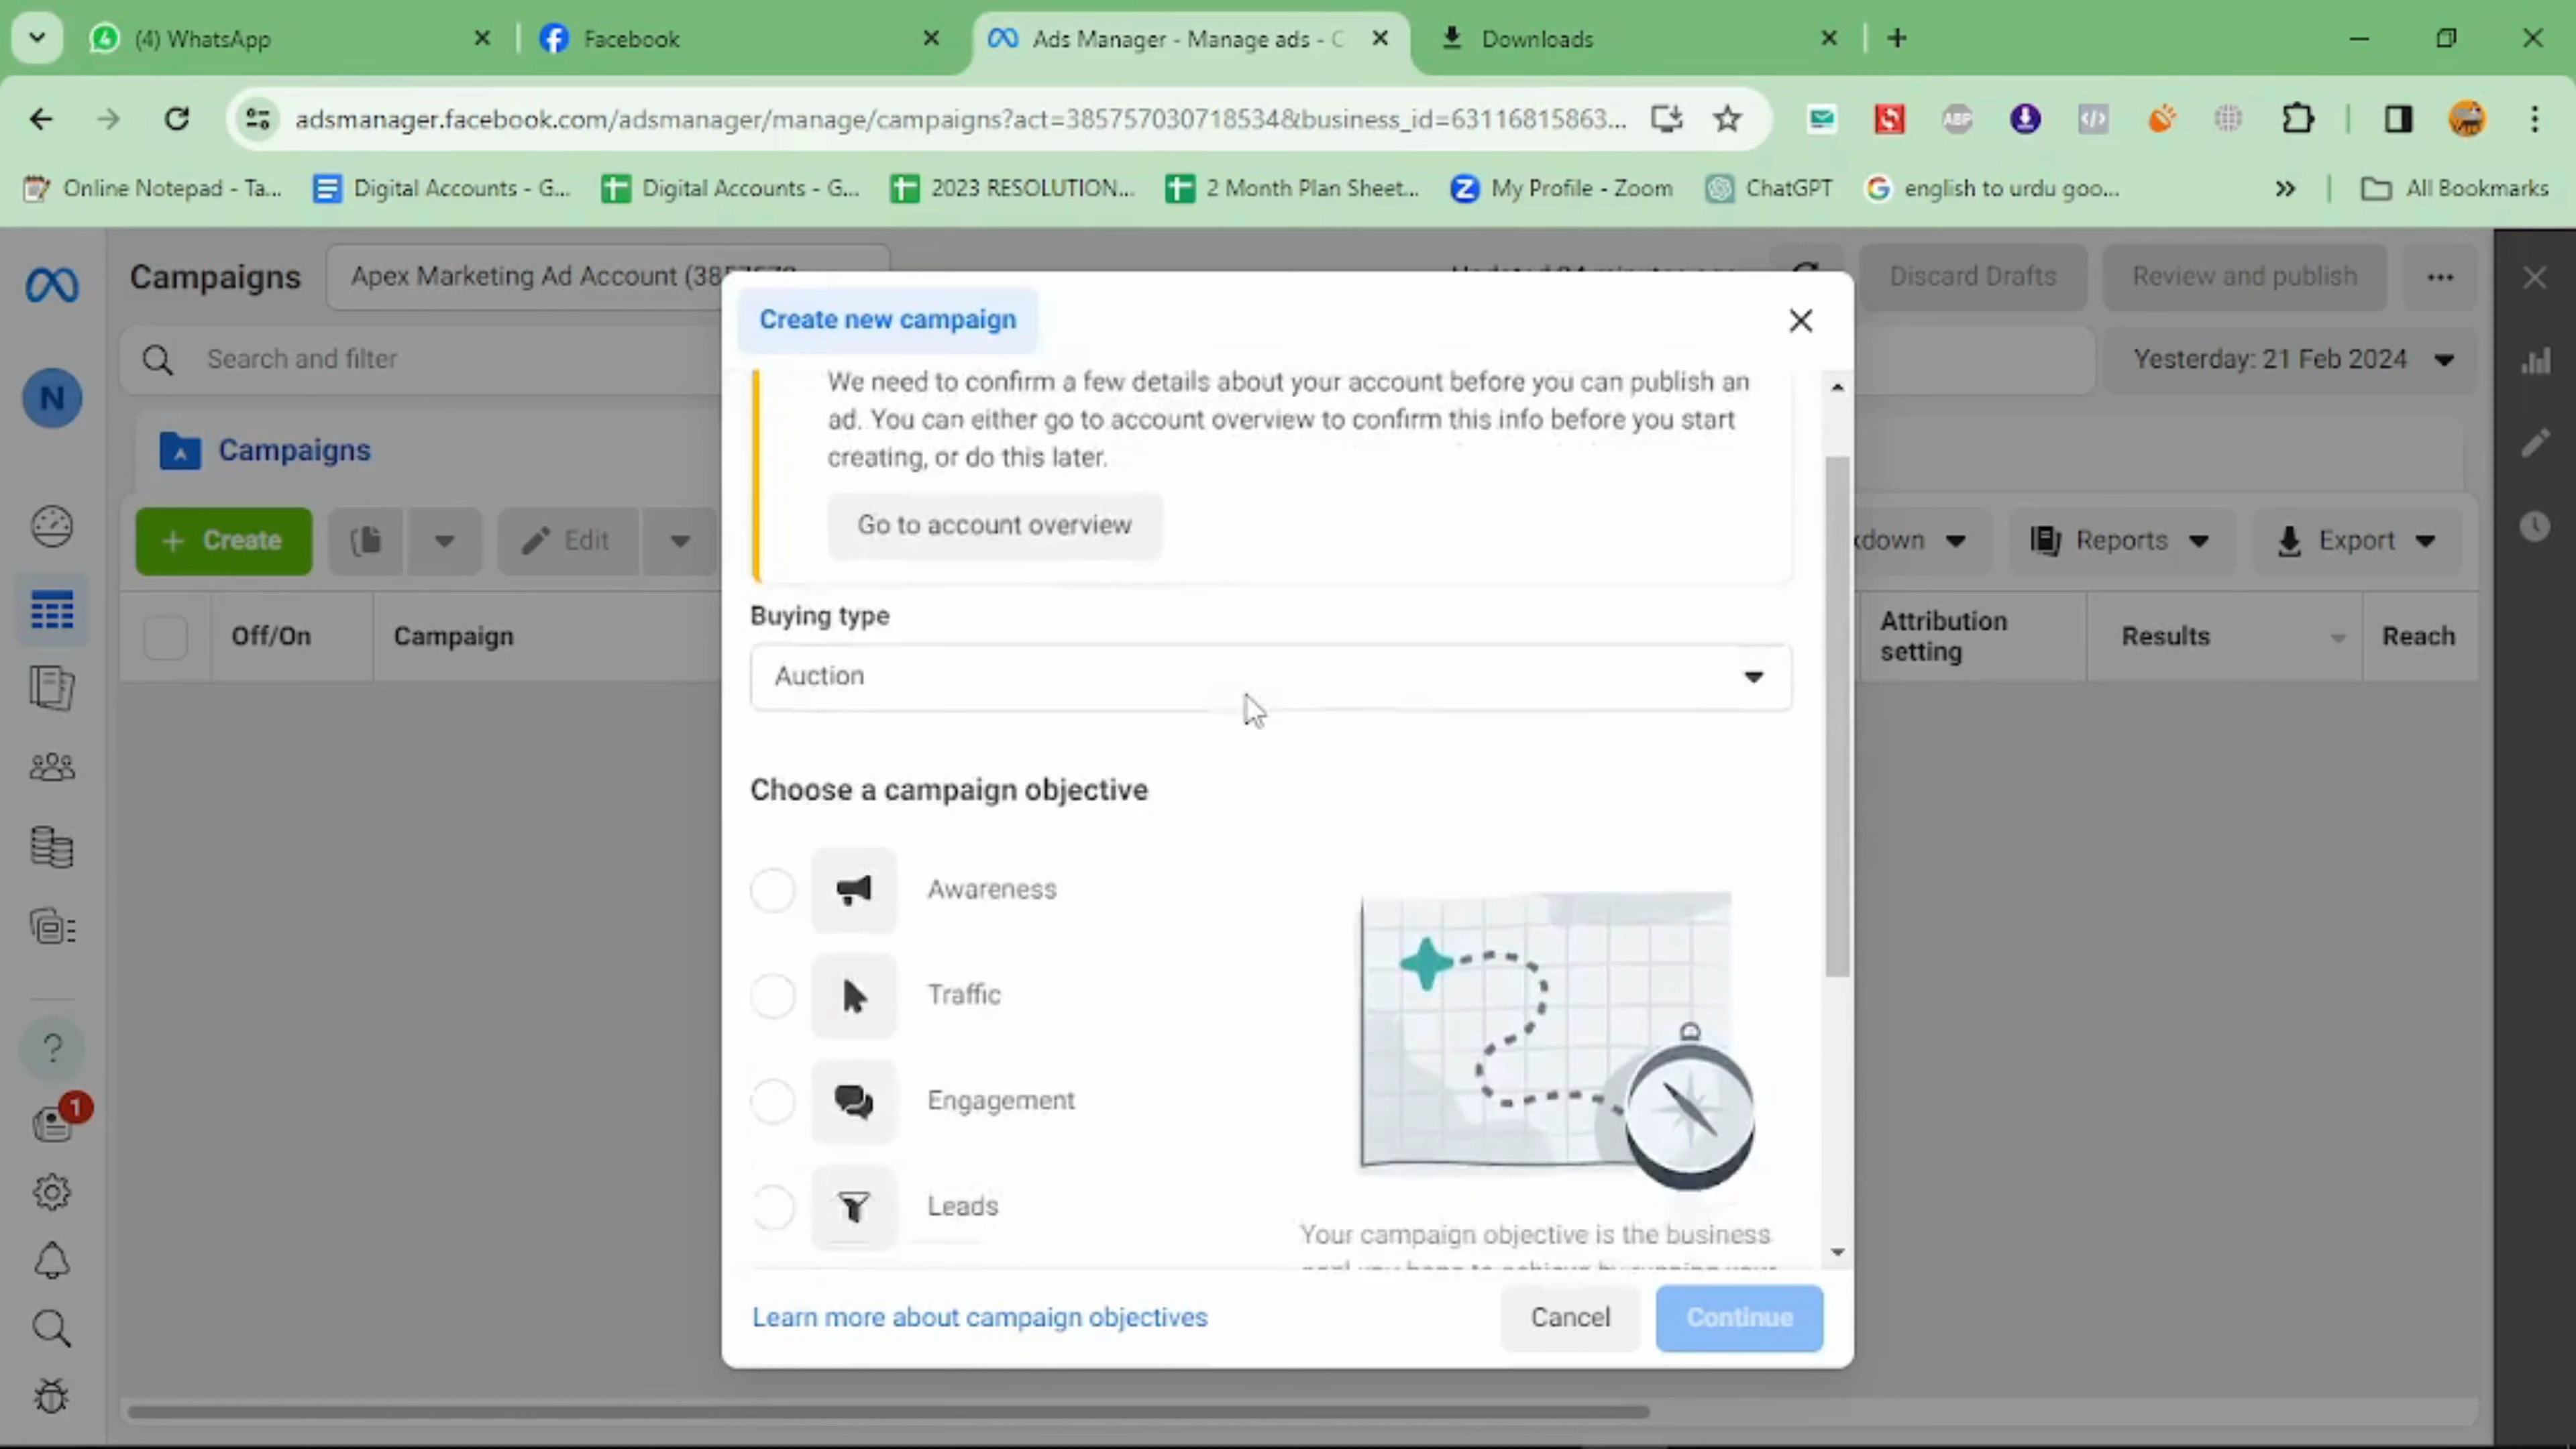 (4) WhatsApp
Facebook
Ads Manager - Manage ads - C
Downloads
adsmanager.facebook.com/adsmanager/manage/campaigns?act=3857570307185348&business_id=63116815863...
ABP
Online Notepad - Ta...
Digital Accounts - G...
Digital Accounts - G...
2023 RESOLUTION...
2 Month Plan Sheet...
My Profile - Zoom
ChatGPT
english to urdu goo...
All Bookmarks
Campaigns
Apex Marketing Ad Account (
Discard Drafts
Review and publish
Create new campaign
Search and filter
Yesterday: 21 Feb 2024
N
We need to confirm a few details about your account before you can publish an
ad. You can either go to account overview to confirm this info before you start
creating, or do this later.
Campaigns
Go to account overview
+ Create
Edit
kdown
Reports
Export
Buying type
Auction
Off/On
Campaign
Attribution
setting
Results
Reach
Choose a campaign objective
Awareness
Traffic
Engagement
Leads
Your campaign objective is the business
?
1
Learn more about campaign objectives
Cancel
Continue